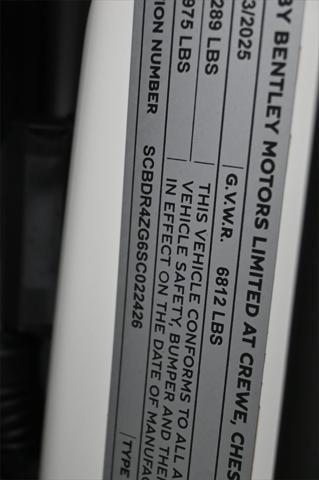 BY BENTLEY MOTORS LIMITED AT CREWE, CHES
3/2025 G.V.W.R. 6812 LBS
289 LBS THIS VEHICLE CONFORMS TO ALL A
975 LBS VEHICLE SAFETY, BUMPER AND THE
IN EFFECT ON THE DATE OF MANUFAC
ION NUMBER SCBDR4ZG6SC022426 TYPE